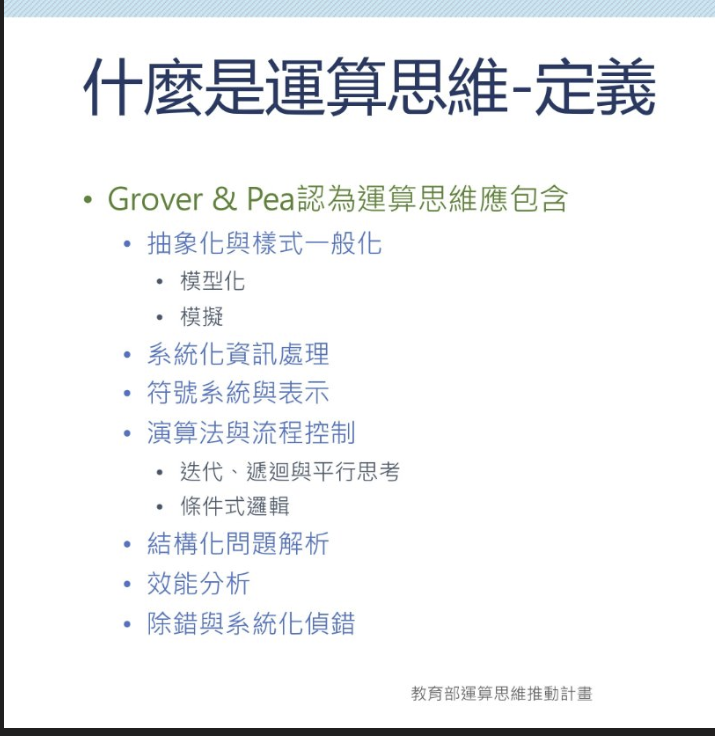 什麼是運算思維-定義
• Grover & Pea認為運算思維應包含
• 抽象化與樣式一般化
• 模型化
• 模擬
• 系統化資訊處理
• 符號系統與表示
• 演算法與流程控制
• 迭代、遞迴與平行思考
• 條件式邏輯
• 結構化問題解析
• 效能分析
• 除錯與系統化偵錯
教育部運算思維推動計畫